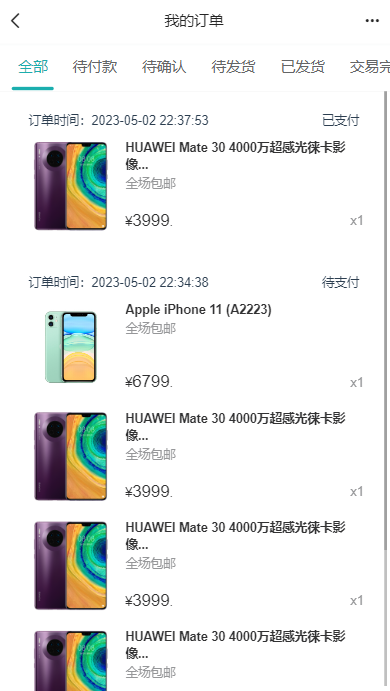 我的订单
全部 待付款 待确认 待发货 已发货 交易完
订单时间：2023-05-02 22:37:53 已支付
HUAWEI Mate 30 4000万超感光徕卡影
像...
全场包邮
¥3999. x1
订单时间：2023-05-02 22:34:38 待支付
Apple iPhone 11 (A2223)
全场包邮
¥6799. x1
HUAWEI Mate 30 4000万超感光徕卡影
像...
全场包邮
¥3999. x1
HUAWEI Mate 30 4000万超感光徕卡影
像...
全场包邮
¥3999. x1
HUAWEI Mate 30 4000万超感光徕卡影
像...
全场包邮